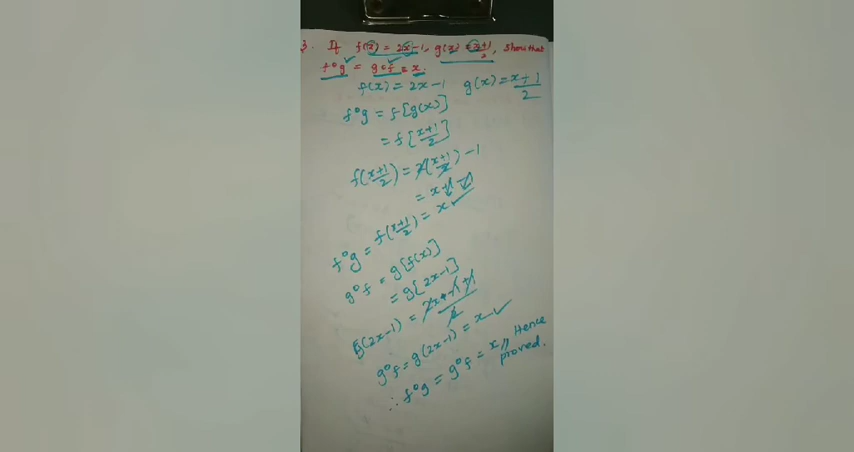 3. If f(x) = 2x-1, g(x) = x+1/2, show that
f∘g = g∘f = x.
f(x) = 2x-1 g(x) = x+1/2
f∘g = f[g(x)]
= f[x+1/2]
f(x+1/2) = 2(x+1/2) -1
= x+1-1
f∘g = f(x+1/2) = x
g∘f = g[f(x)]
= g[2x-1]
g(2x-1) = 2x-1+1/2
g∘f = g(2x-1) = x
∴ f∘g = g∘f = x // Hence
proved.